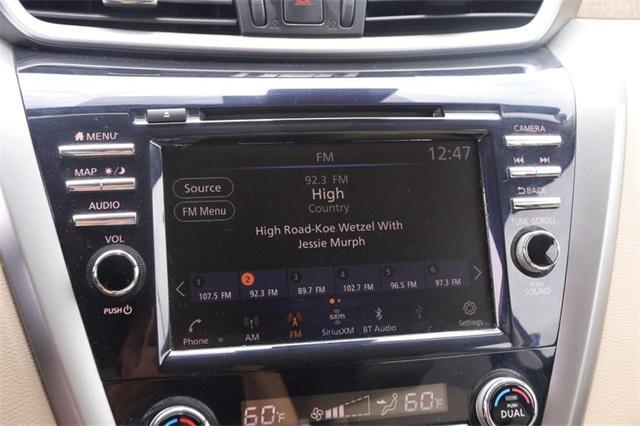 MENU
MAP
AUDIO
VOL
PUSH
FM
12:47
Source
FM Menu
92.3 FM
High
Country
High Road-Koe Wetzel With
Jessie Murph
1 2 3 4 5 6
107.5 FM 92.3 FM 89.7 FM 102.7 FM 96.5 FM 97.3 FM
Phone AM FM SiriusXM BT Audio Settings
sxm
CAMERA
BACK
TUNE-SCROLL
PUSH
SOUND
60°F
60°F
PUSH
DUAL